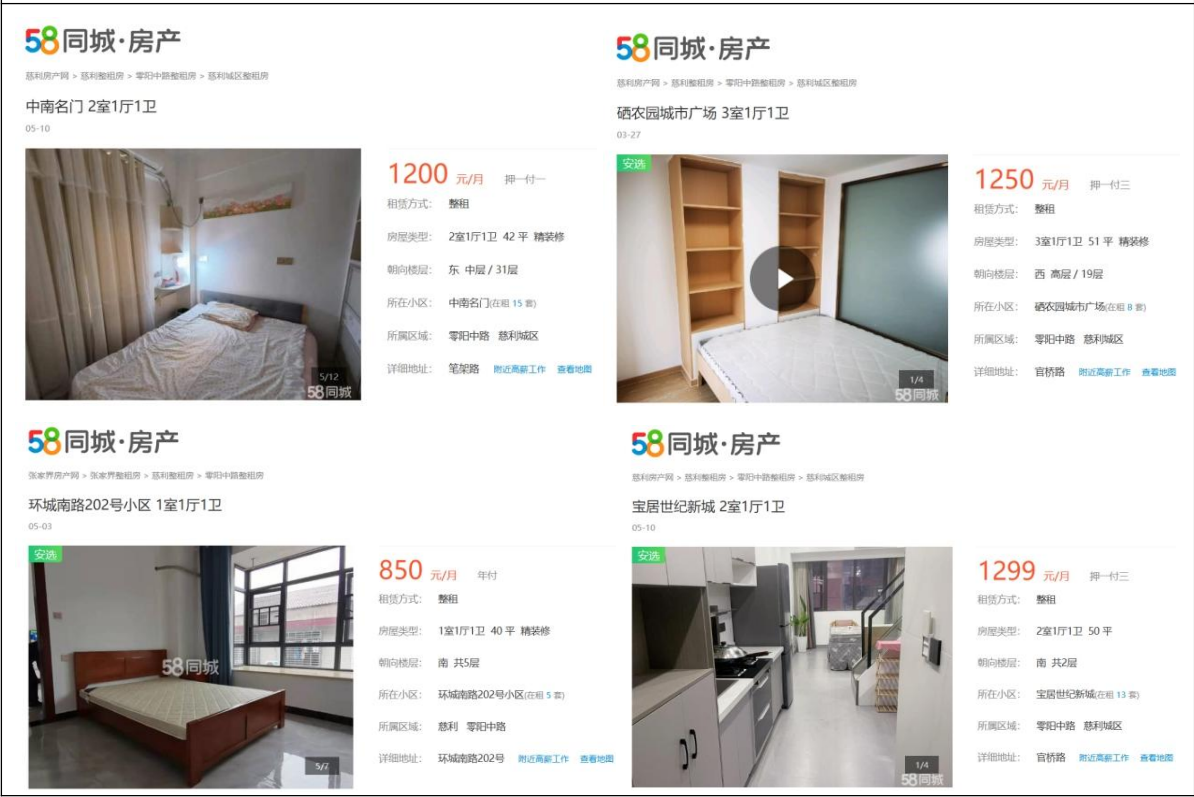 58同城·房产
慈利房产网 > 慈利整租房 > 零阳中路整租房 > 慈利城区整租房
中南名门 2室1厅1卫
05-10
5/12
58同城
1200 元/月 押一付一
租赁方式: 整租
房屋类型: 2室1厅1卫 42 平 精装修
朝向楼层: 东 中层 / 31层
所在小区: 中南名门(在租 15 套)
所属区域: 零阳中路 慈利城区
详细地址: 笔架路 附近高薪工作 查看地图
58同城·房产
慈利房产网 > 慈利整租房 > 零阳中路整租房 > 慈利城区整租房
硒农园城市广场 3室1厅1卫
03-27
安选
1/4
58同城
1250 元/月 押一付三
租赁方式: 整租
房屋类型: 3室1厅1卫 51 平 精装修
朝向楼层: 西 高层 / 19层
所在小区: 硒农园城市广场(在租 8 套)
所属区域: 零阳中路 慈利城区
详细地址: 官桥路 附近高薪工作 查看地图
58同城·房产
张家界房产网 > 张家界整租房 > 慈利整租房 > 零阳中路整租房
环城南路202号小区 1室1厅1卫
05-03
安选
58同城
5/7
850 元/月 年付
租赁方式: 整租
房屋类型: 1室1厅1卫 40 平 精装修
朝向楼层: 南 共5层
所在小区: 环城南路202号小区(在租 5 套)
所属区域: 慈利 零阳中路
详细地址: 环城南路202号 附近高薪工作 查看地图
58同城·房产
慈利房产网 > 慈利整租房 > 零阳中路整租房 > 慈利城区整租房
宝居世纪新城 2室1厅1卫
05-10
安选
1/4
58同城
1299 元/月 押一付三
租赁方式: 整租
房屋类型: 2室1厅1卫 50 平
朝向楼层: 南 共2层
所在小区: 宝居世纪新城(在租 13 套)
所属区域: 零阳中路 慈利城区
详细地址: 官桥路 附近高薪工作 查看地图